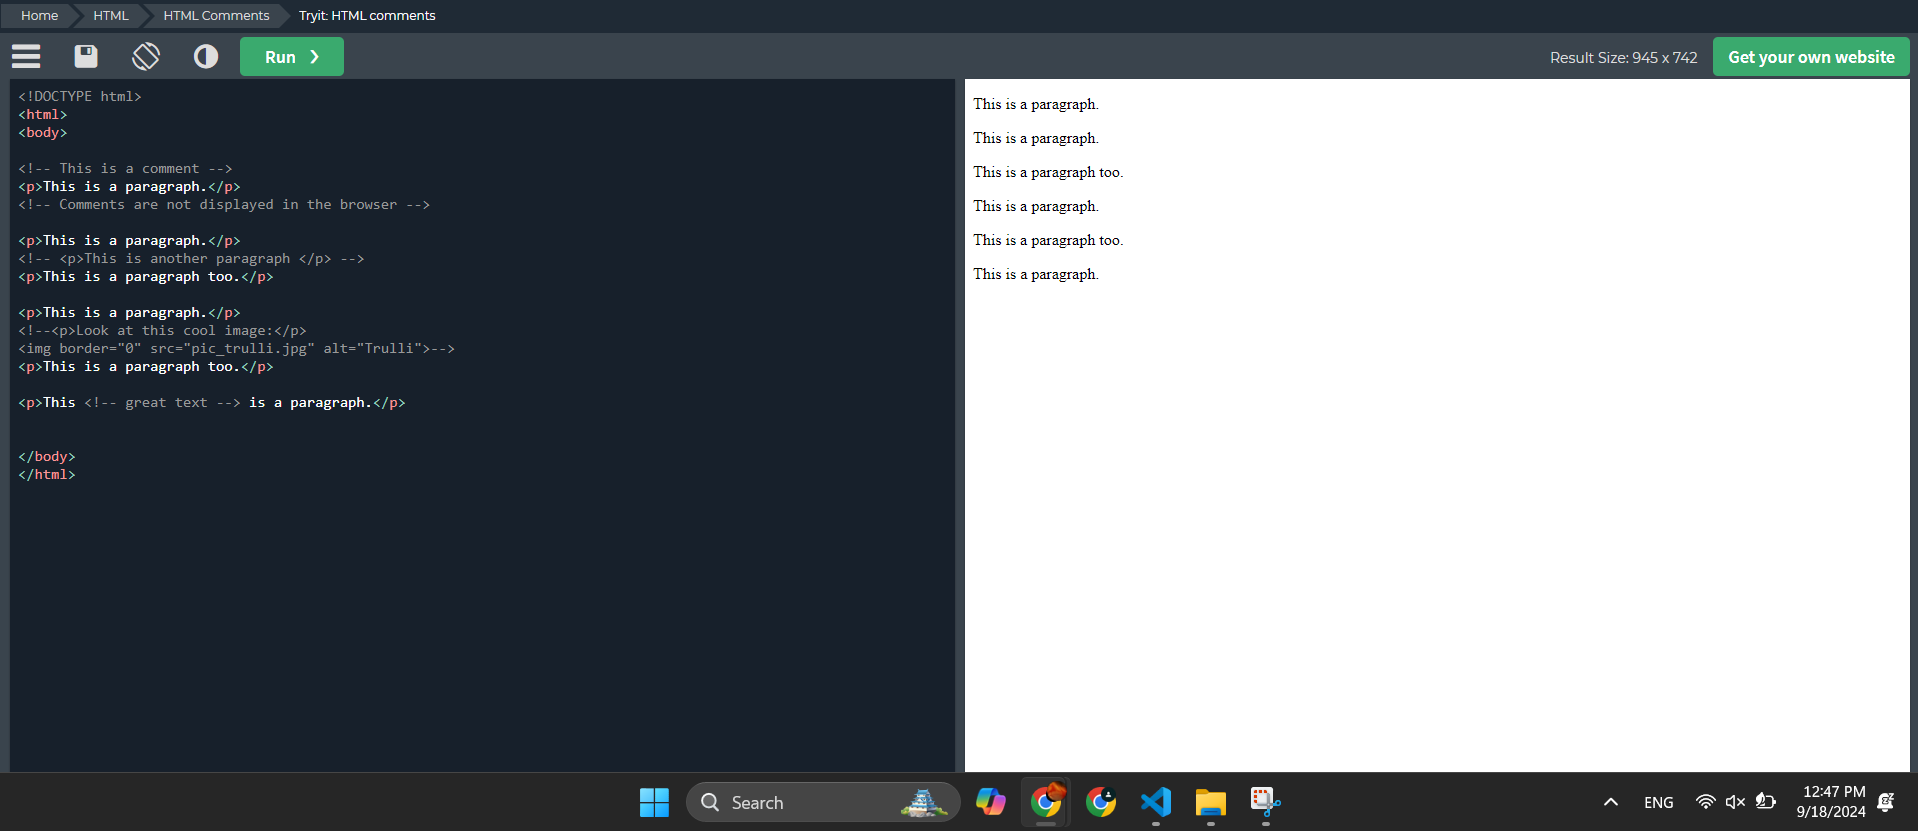 Home HTML HTML Comments Tryit: HTML comments
Run ❯ Result Size: 945 x 742 Get your own website
<!DOCTYPE html>
<html>
<body>
<!-- This is a comment -->
<p>This is a paragraph.</p>
<!-- Comments are not displayed in the browser -->
<p>This is a paragraph.</p>
<!-- <p>This is another paragraph </p> -->
<p>This is a paragraph too.</p>
<p>This is a paragraph.</p>
<!--<p>Look at this cool image:</p>
<img border="0" src="pic_trulli.jpg" alt="Trulli">-->
<p>This is a paragraph too.</p>
<p>This <!-- great text --> is a paragraph.</p>
</body>
</html>
This is a paragraph.
This is a paragraph.
This is a paragraph too.
This is a paragraph.
This is a paragraph too.
This is a paragraph.
Search
ENG
12:47 PM
9/18/2024